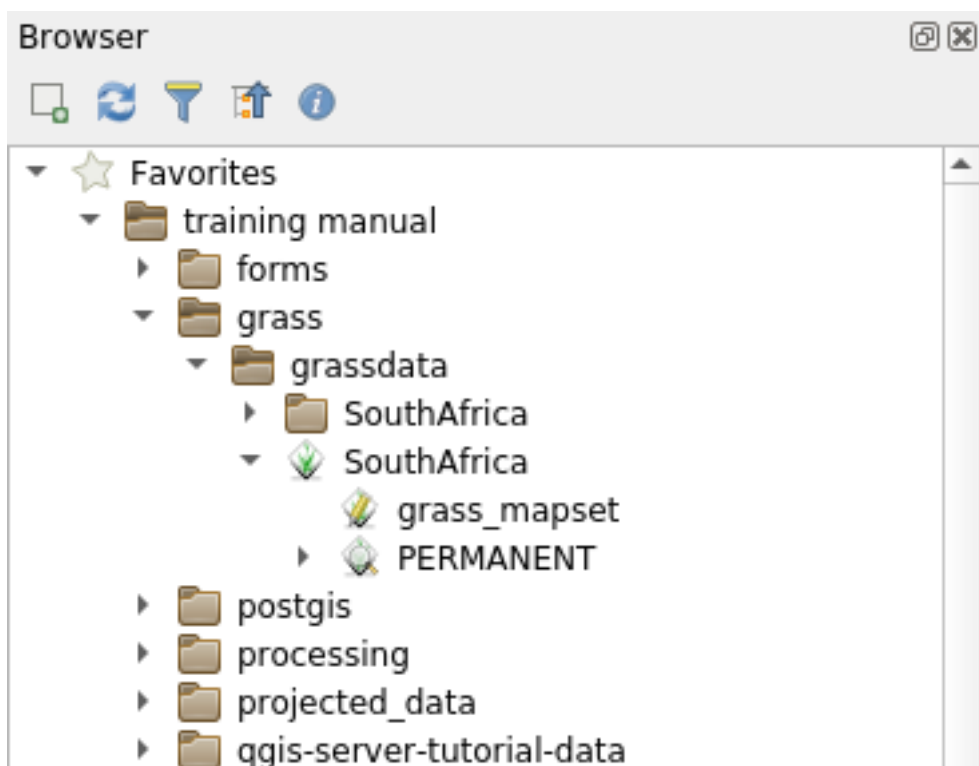 Browser
Favorites
training manual
forms
grass
grassdata
SouthAfrica
SouthAfrica
grass_mapset
PERMANENT
postgis
processing
projected_data
qgis-server-tutorial-data